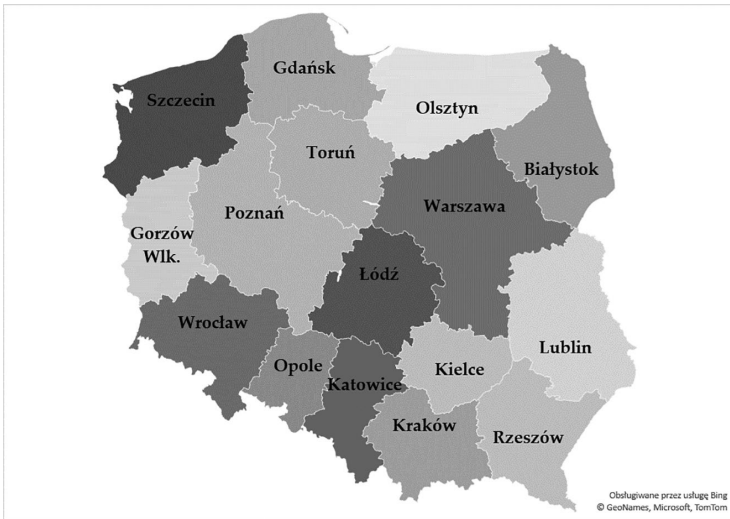 Gdańsk
Szczecin
Olsztyn
Toruń
Białystok
Poznań
Warszawa
Gorzów
Wlk.
Łódź
Wrocław
Lublin
Opole
Kielce
Katowice
Kraków
Rzeszów
Obsługiwane przez usługę Bing
© GeoNames, Microsoft, TomTom